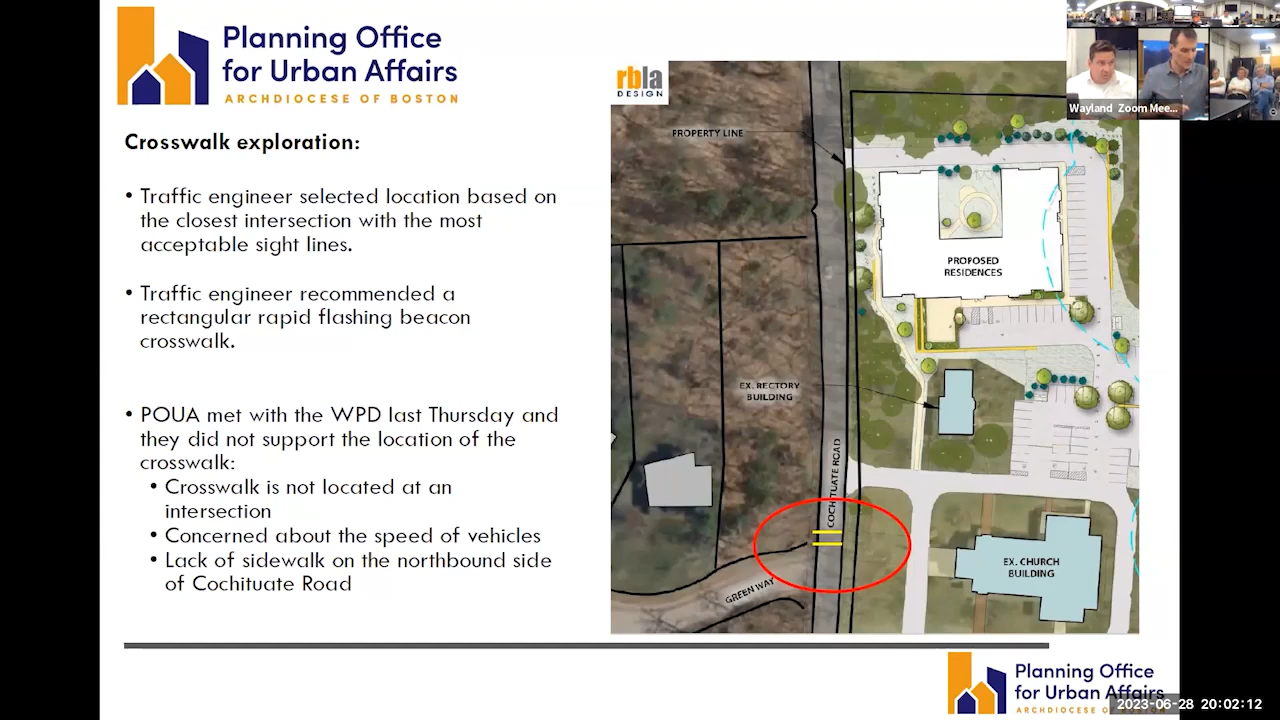 Planning Office
for Urban Affairs
ARCHDIOCESE OF BOSTON
Crosswalk exploration:
• Traffic engineer selected location based on
the closest intersection with the most
acceptable sight lines.
• Traffic engineer recommended a
rectangular rapid flashing beacon
crosswalk.
• POUA met with the WPD last Thursday and
they did not support the location of the
crosswalk:
• Crosswalk is not located at an
intersection
• Concerned about the speed of vehicles
• Lack of sidewalk on the northbound side
of Cochituate Road
rbla
DESIGN
PROPERTY LINE
PROPOSED
RESIDENCES
EX. RECTORY
BUILDING
COCHITUATE ROAD
GREEN WAY
EX. CHURCH
BUILDING
Wayland Zoom Mee...
Planning Office
for Urban Affairs
ARCHDIOCESE OF BOSTON
2023-06-28 20:02:12